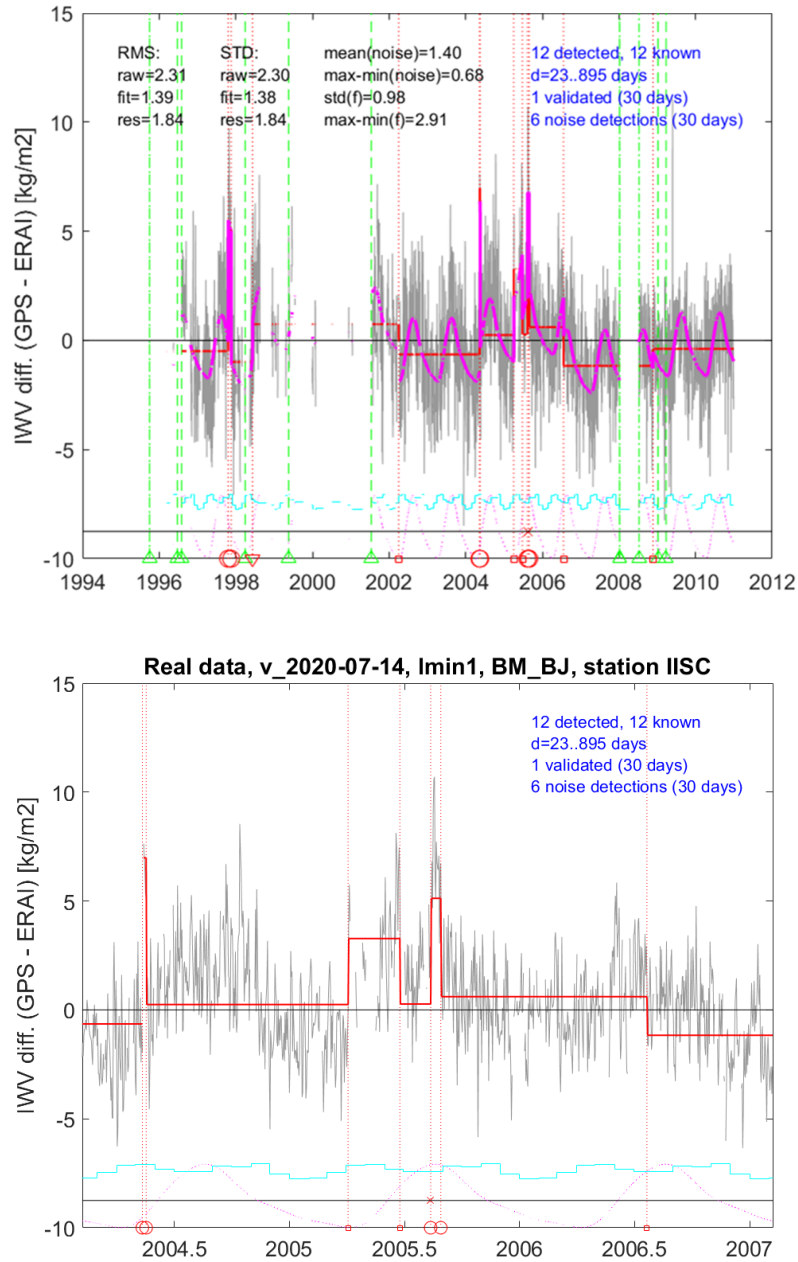 15
10
5
0
-5
-10
IWV diff. (GPS - ERAI) [kg/m2]
RMS:
raw=2.31
fit=1.39
res=1.84
STD:
raw=2.30
fit=1.38
res=1.84
mean(noise)=1.40
max-min(noise)=0.68
std(f)=0.98
max-min(f)=2.91
12 detected, 12 known
d=23..895 days
1 validated (30 days)
6 noise detections (30 days)
1994 1996 1998 2000 2002 2004 2006 2008 2010 2012
Real data, v_2020-07-14, lmin1, BM_BJ, station IISC
15
10
5
0
-5
-10
IWV diff. (GPS - ERAI) [kg/m2]
12 detected, 12 known
d=23..895 days
1 validated (30 days)
6 noise detections (30 days)
2004.5 2005 2005.5 2006 2006.5 2007